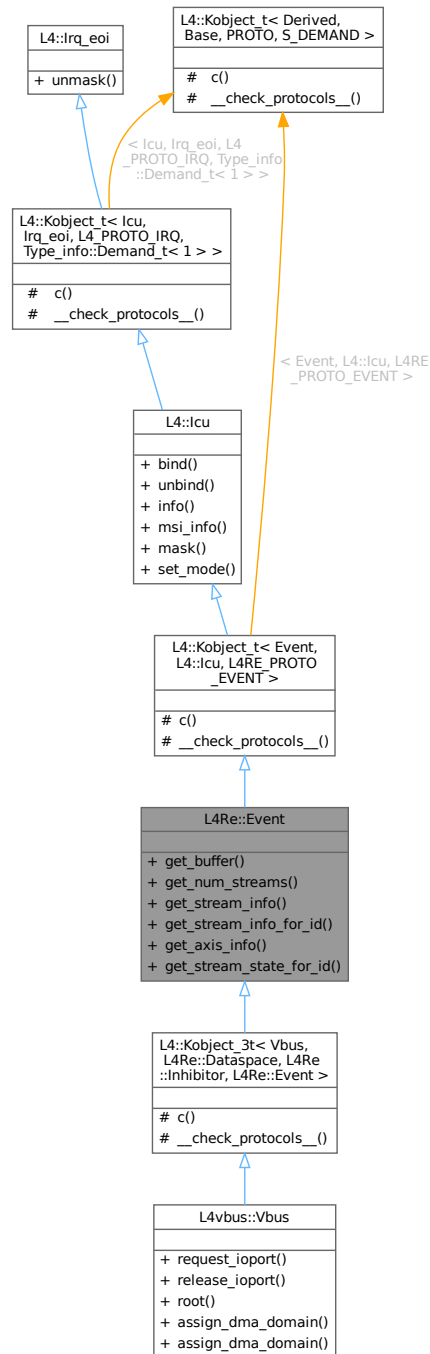 L4::Irq_eoi
+ unmask()
L4::Kobject_t< Derived,
Base, PROTO, S_DEMAND >
# c()
# __check_protocols__()
< Icu, Irq_eoi, L4
_PROTO_IRQ, Type_info
::Demand_t< 1 > >
L4::Kobject_t< Icu,
Irq_eoi, L4_PROTO_IRQ,
Type_info::Demand_t< 1 > >
# c()
# __check_protocols__()
< Event, L4::Icu, L4RE
_PROTO_EVENT >
L4::Icu
+ bind()
+ unbind()
+ info()
+ msi_info()
+ mask()
+ set_mode()
L4::Kobject_t< Event,
L4::Icu, L4RE_PROTO
_EVENT >
# c()
# __check_protocols__()
L4Re::Event
+ get_buffer()
+ get_num_streams()
+ get_stream_info()
+ get_stream_info_for_id()
+ get_axis_info()
+ get_stream_state_for_id()
L4::Kobject_3t< Vbus,
L4Re::Dataspace, L4Re
::Inhibitor, L4Re::Event >
# c()
# __check_protocols__()
L4vbus::Vbus
+ request_ioport()
+ release_ioport()
+ root()
+ assign_dma_domain()
+ assign_dma_domain()